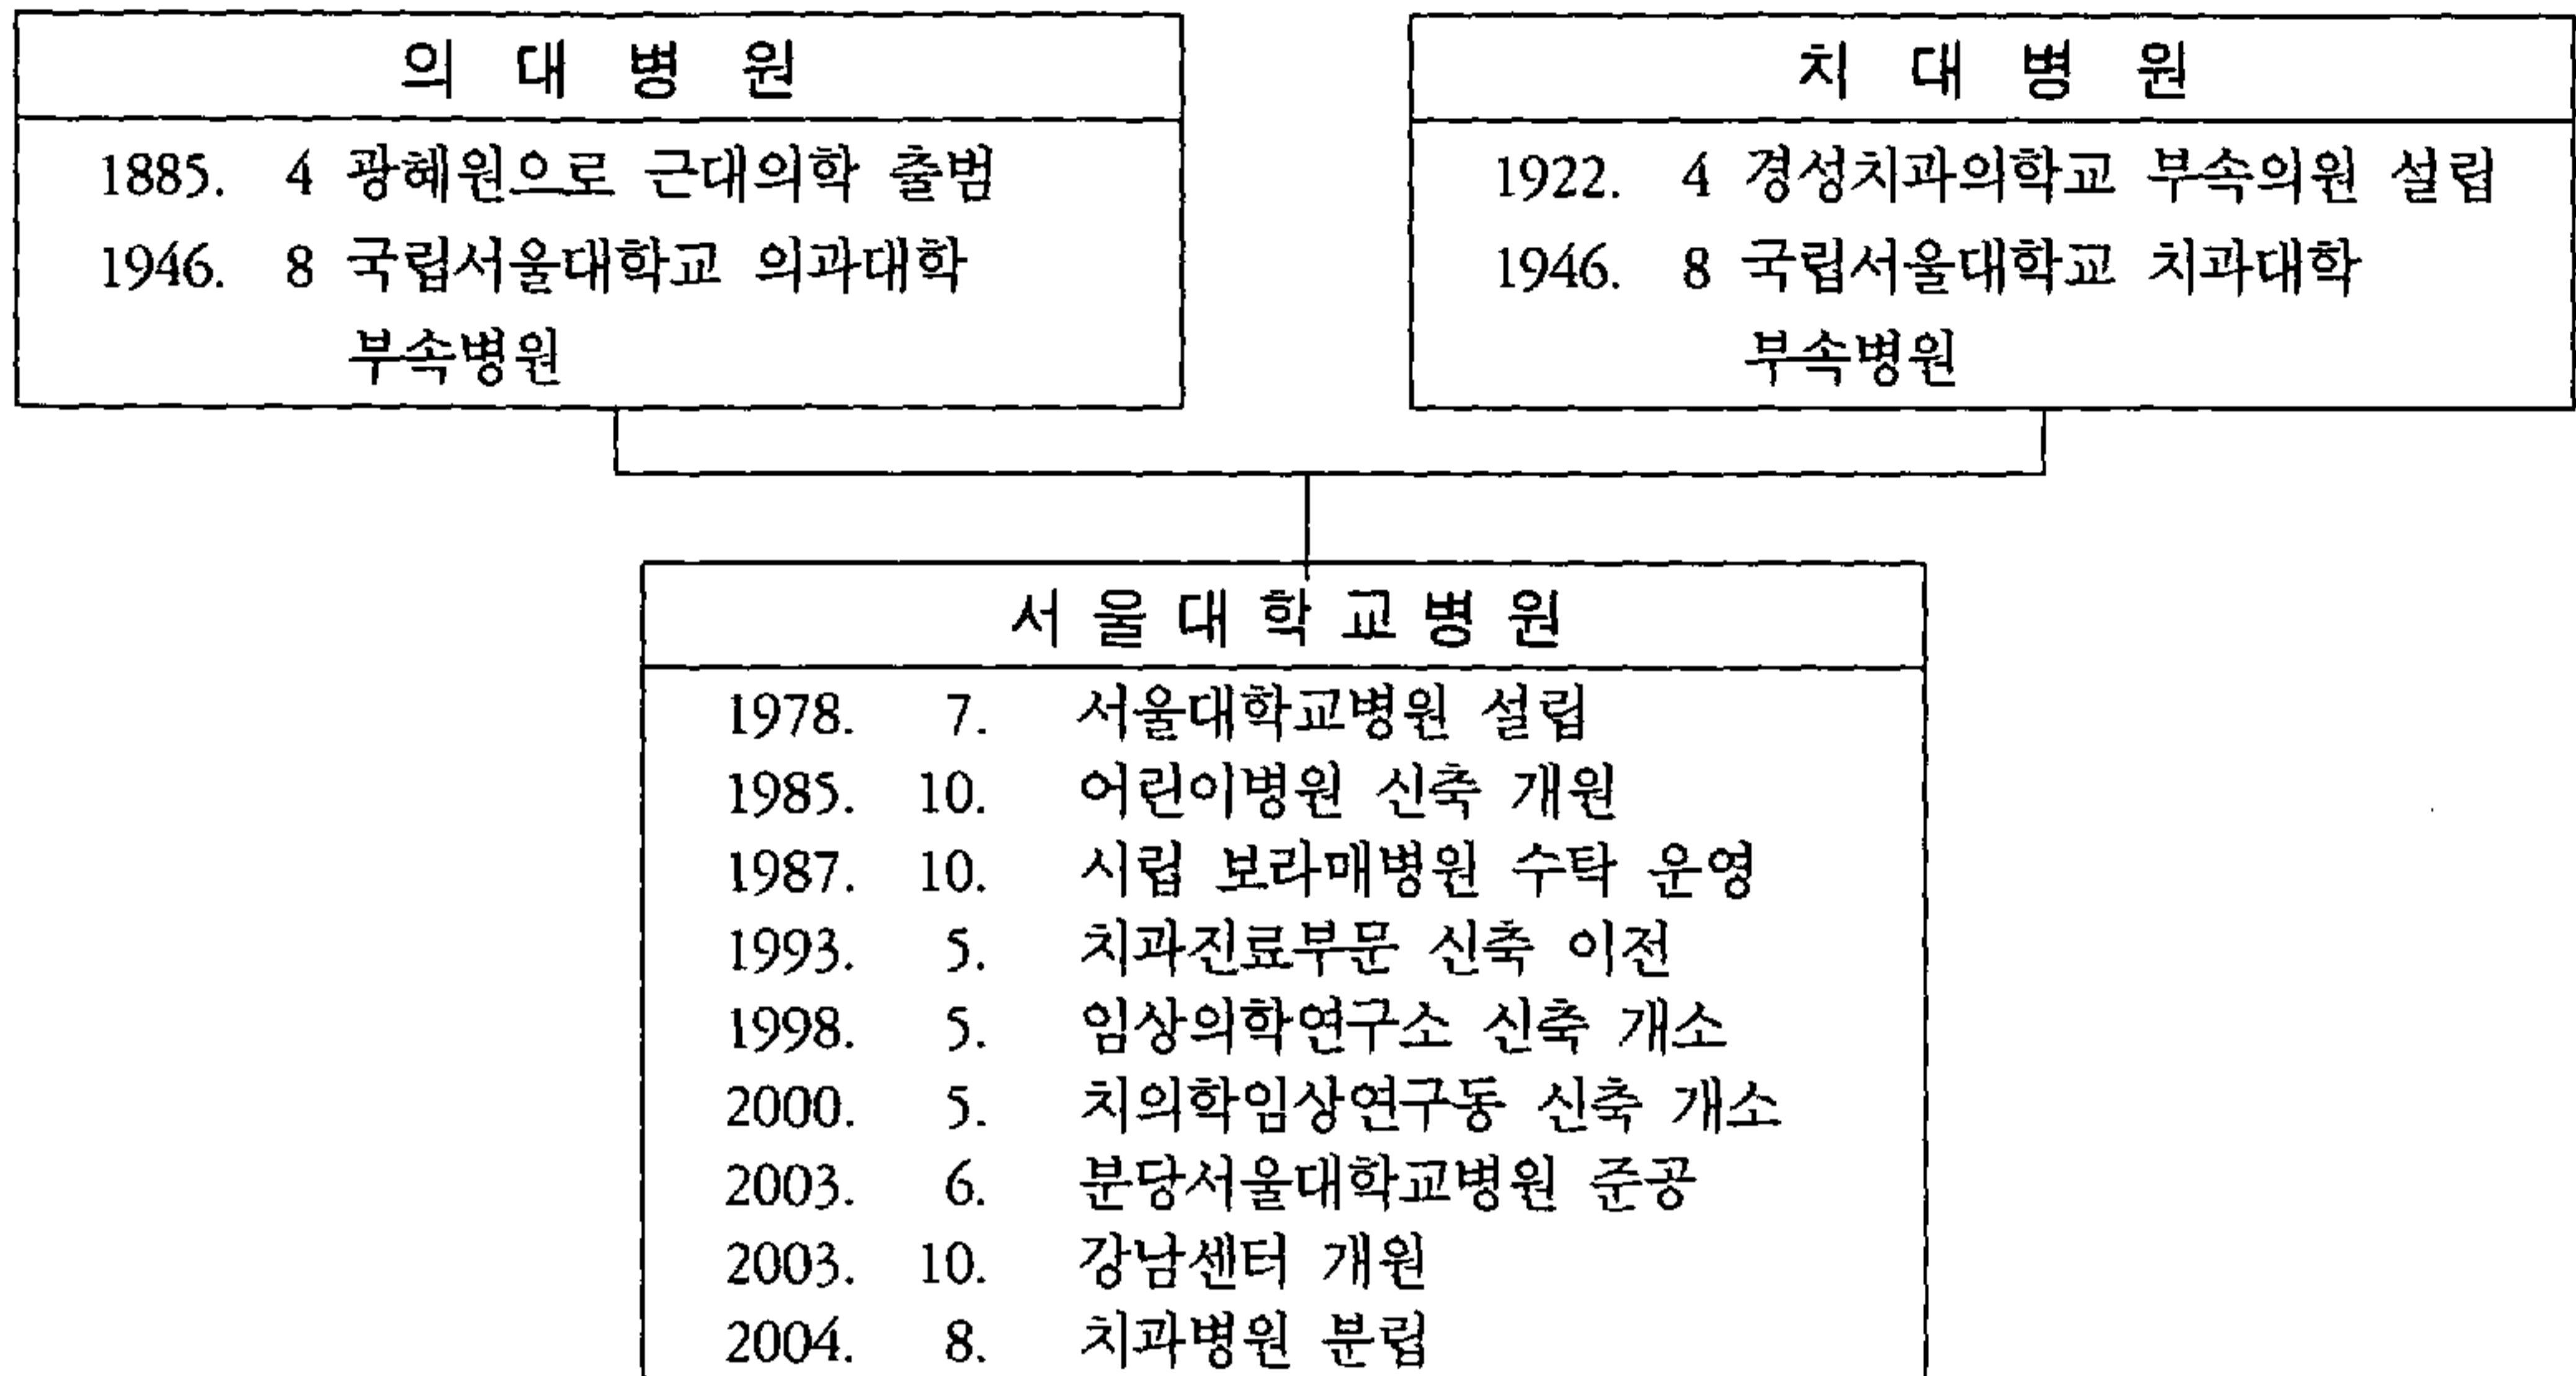 의 대 병 원
1885. 4 광혜원으로 근대의학 출범
1946. 8 국립서울대학교 의과대학
부속병원
치 대 병 원
1922. 4 경성치과의학교 부속의원 설립
1946. 8 국립서울대학교 치과대학
부속병원
서 울 대 학 교 병 원
1978. 7. 서울대학교병원 설립
1985. 10. 어린이병원 신축 개원
1987. 10. 시립 보라매병원 수탁 운영
1993. 5. 치과진료부문 신축 이전
1998. 5. 임상의학연구소 신축 개소
2000. 5. 치의학임상연구동 신축 개소
2003. 6. 분당서울대학교병원 준공
2003. 10. 강남센터 개원
2004. 8. 치과병원 분립